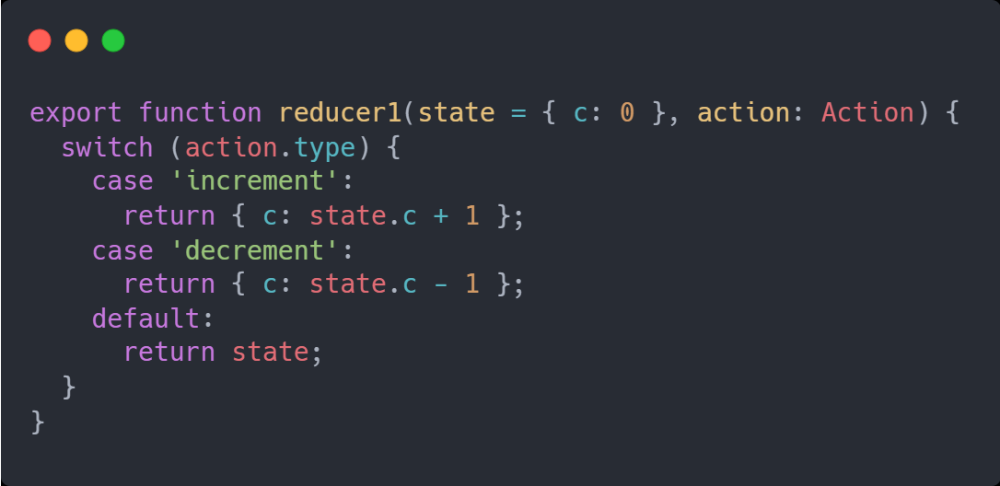 export function reducer1(state = { c: 0 }, action: Action) {
  switch (action.type) {
    case 'increment':
      return { c: state.c + 1 };
    case 'decrement':
      return { c: state.c - 1 };
    default:
      return state;
  }
}